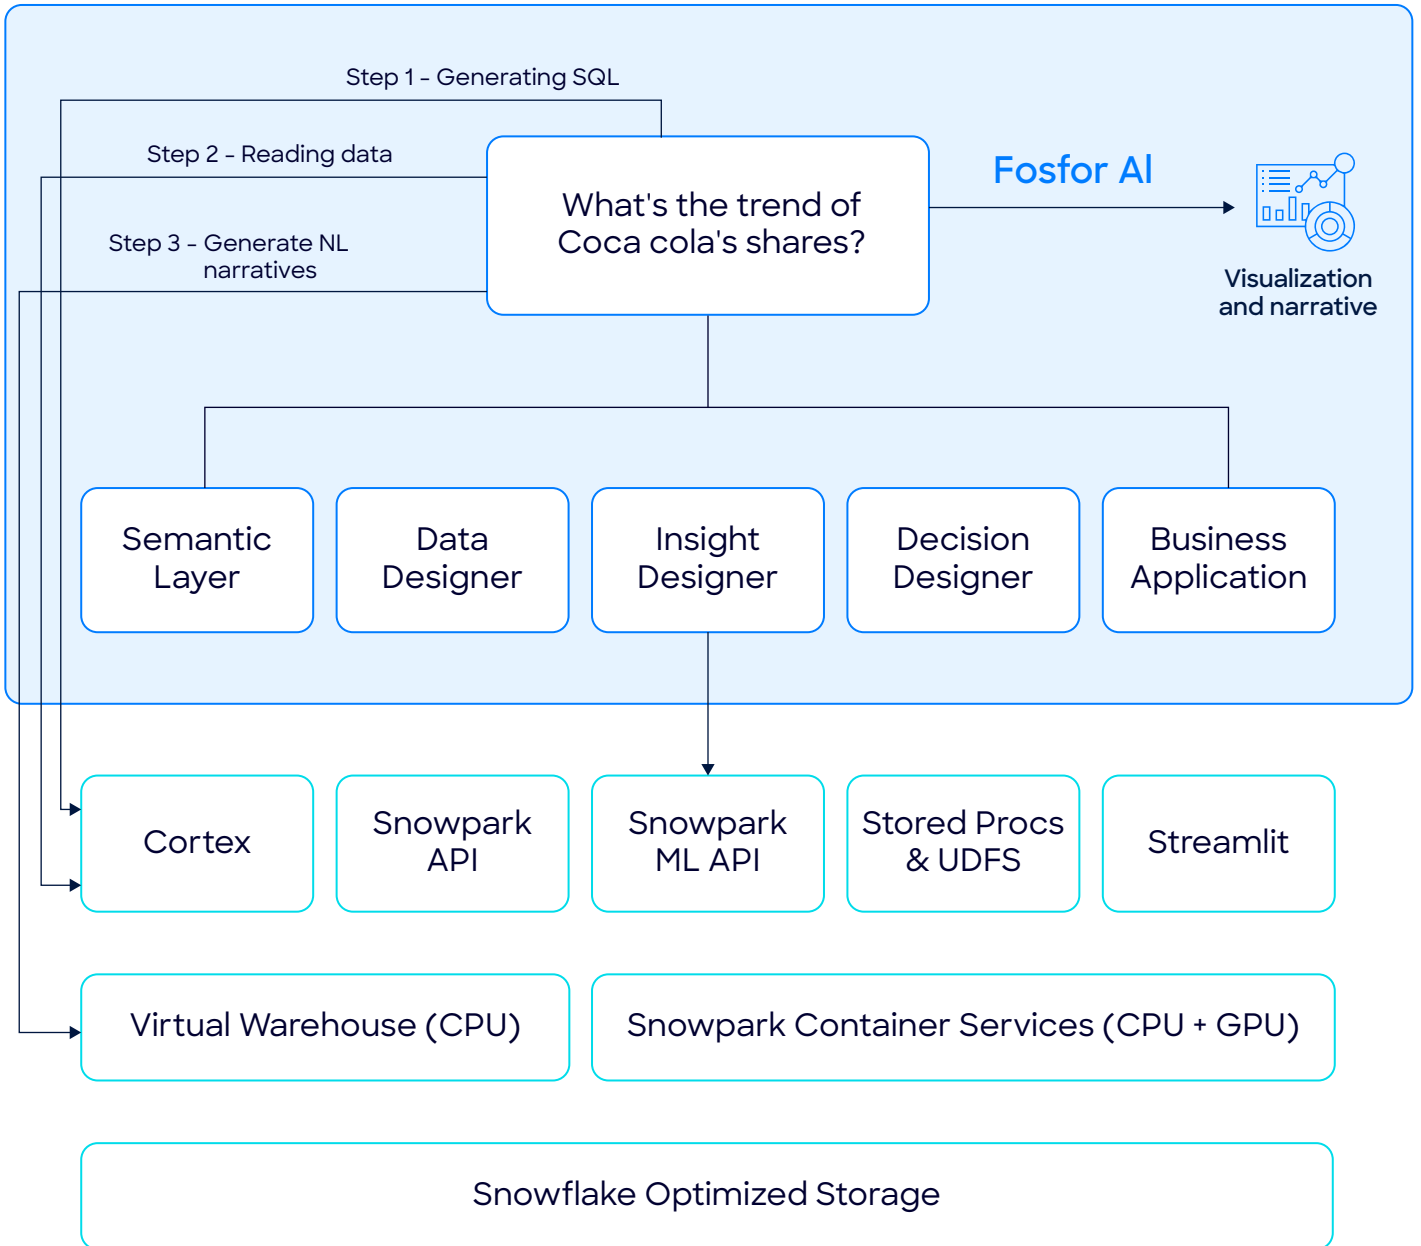 Step 1 - Generating SQL
Step 2 - Reading data
Step 3 - Generate NL
narratives
What's the trend of
Coca cola's shares?
Fosfor AI
Visualization
and narrative
Semantic
Layer
Data
Designer
Insight
Designer
Decision
Designer
Business
Application
Cortex
Snowpark
API
Snowpark
ML API
Stored Procs
& UDFS
Streamlit
Virtual Warehouse (CPU)
Snowpark Container Services (CPU + GPU)
Snowflake Optimized Storage